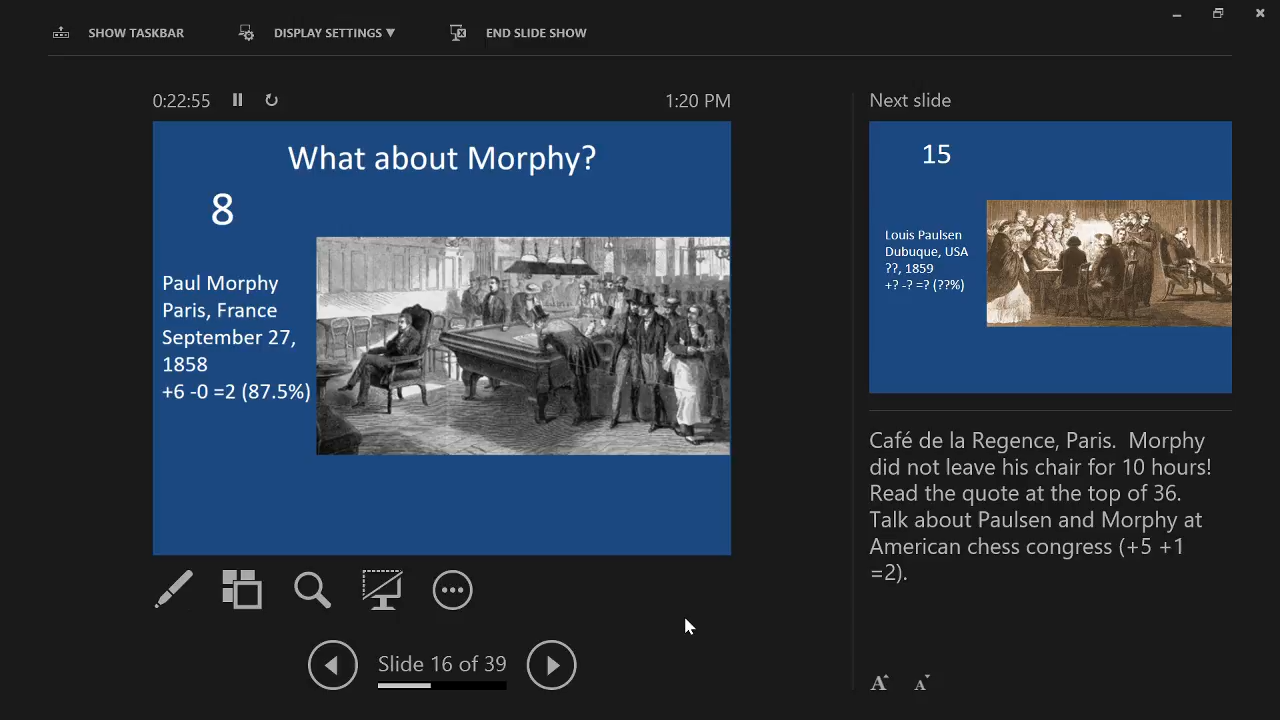 SHOW TASKBAR
DISPLAY SETTINGS ▼
END SLIDE SHOW
0:22:55
1:20 PM
What about Morphy?
8
Paul Morphy
Paris, France
September 27,
1858
+6 -0 =2 (87.5%)
Slide 16 of 39
Next slide
15
Louis Paulsen
Dubuque, USA
??, 1859
+? -? =? (??%)
Café de la Regence, Paris.  Morphy
did not leave his chair for 10 hours!
Read the quote at the top of 36.
Talk about Paulsen and Morphy at
American chess congress (+5 +1
=2).
A A